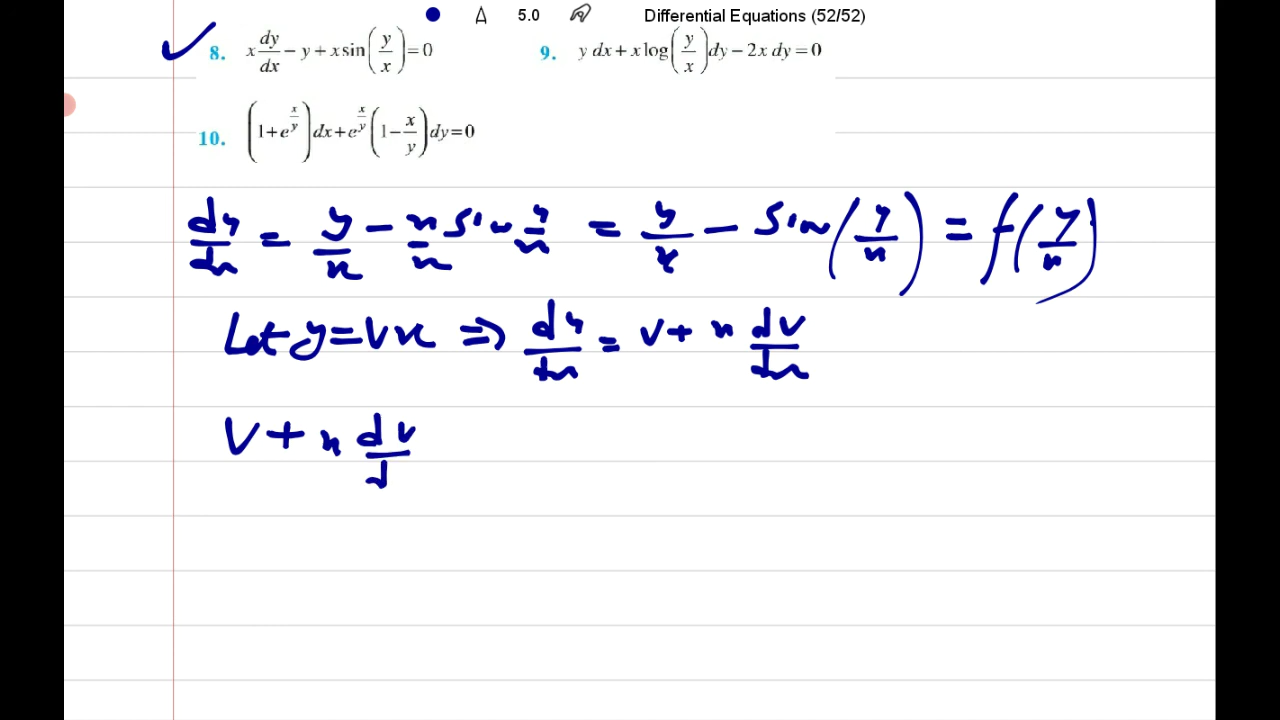 5.0 Differential Equations (52/52)
8. x dy/dx − y + x sin(y/x) = 0 9. y dx + x log(y/x) dy − 2x dy = 0
10. (1 + e^(x/y)) dx + e^(x/y) (1 − x/y) dy = 0
dy/dx = y/x − x/x sin y/x = y/x − sin(y/x) = f(y/x)
Let y = vx ⇒ dy/dx = v + x dv/dx
v + x dv/d